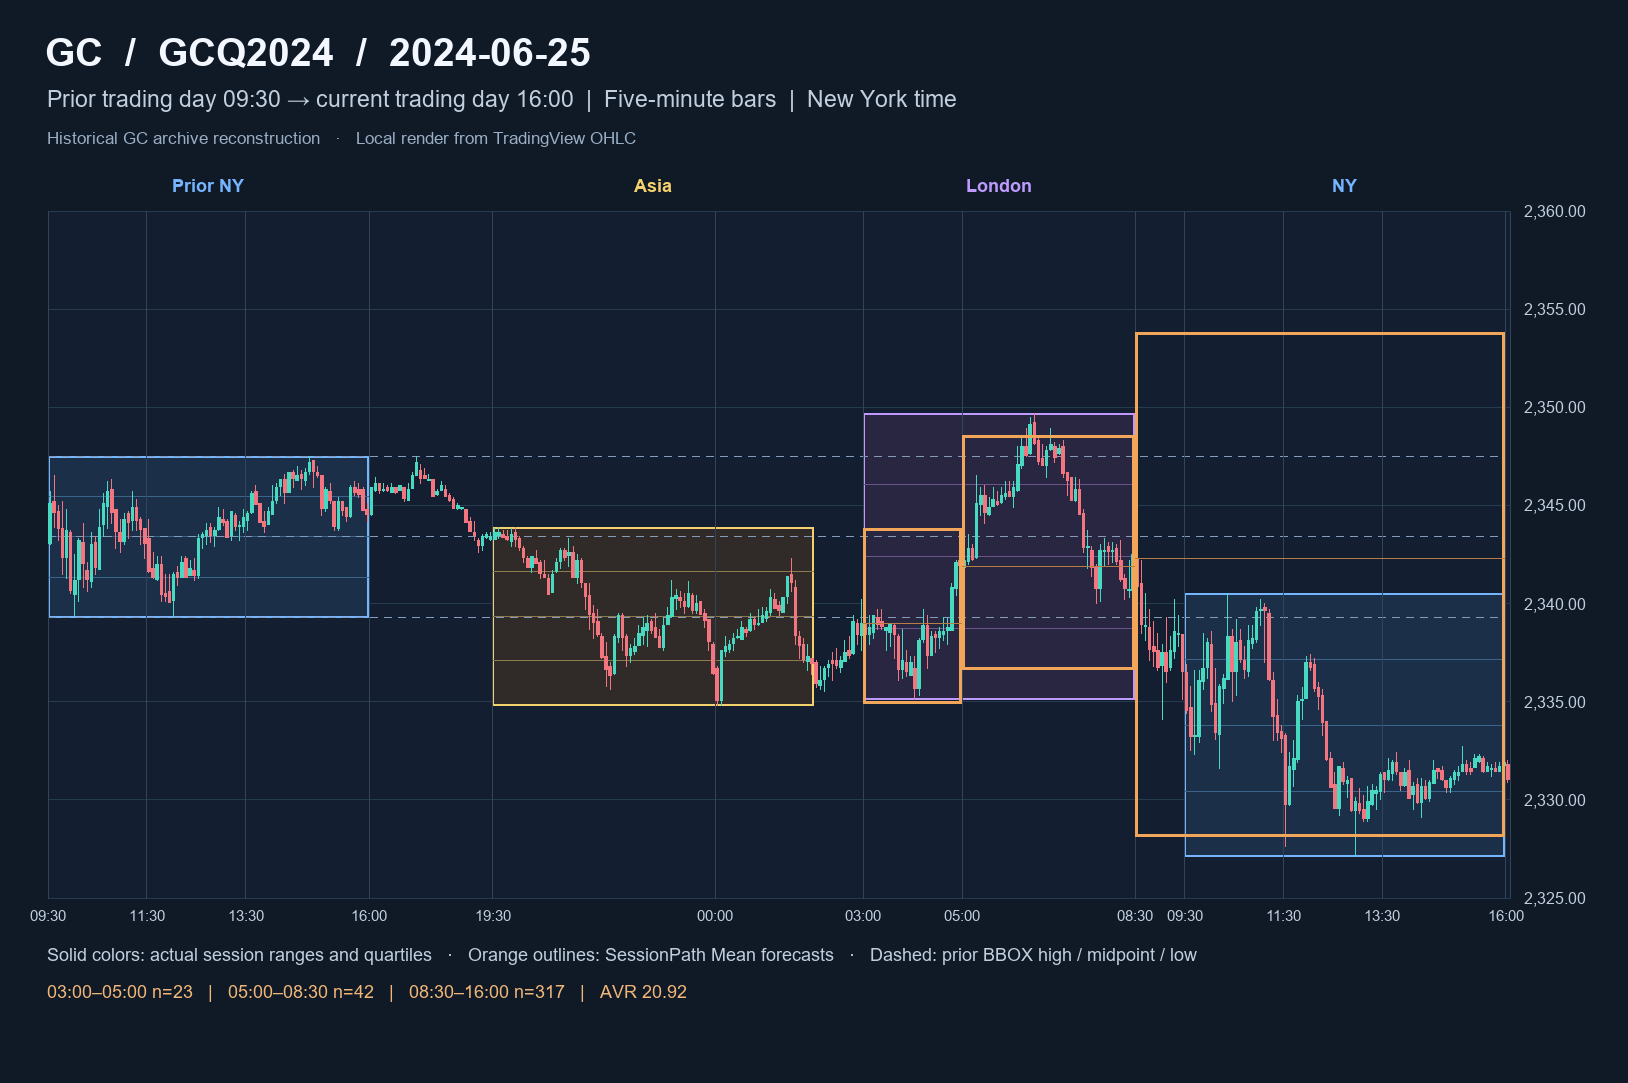 GC / GCQ2024 / 2024-06-25
Prior trading day 09:30 → current trading day 16:00 | Five-minute bars | New York time
Historical GC archive reconstruction · Local render from TradingView OHLC
Prior NY Asia London NY
2,360.00
2,355.00
2,350.00
2,345.00
2,340.00
2,335.00
2,330.00
2,325.00
09:30 11:30 13:30 16:00 19:30 00:00 03:00 05:00 08:30 09:30 11:30 13:30 16:00
Solid colors: actual session ranges and quartiles · Orange outlines: SessionPath Mean forecasts · Dashed: prior BBOX high / midpoint / low
03:00–05:00 n=23 | 05:00–08:30 n=42 | 08:30–16:00 n=317 | AVR 20.92